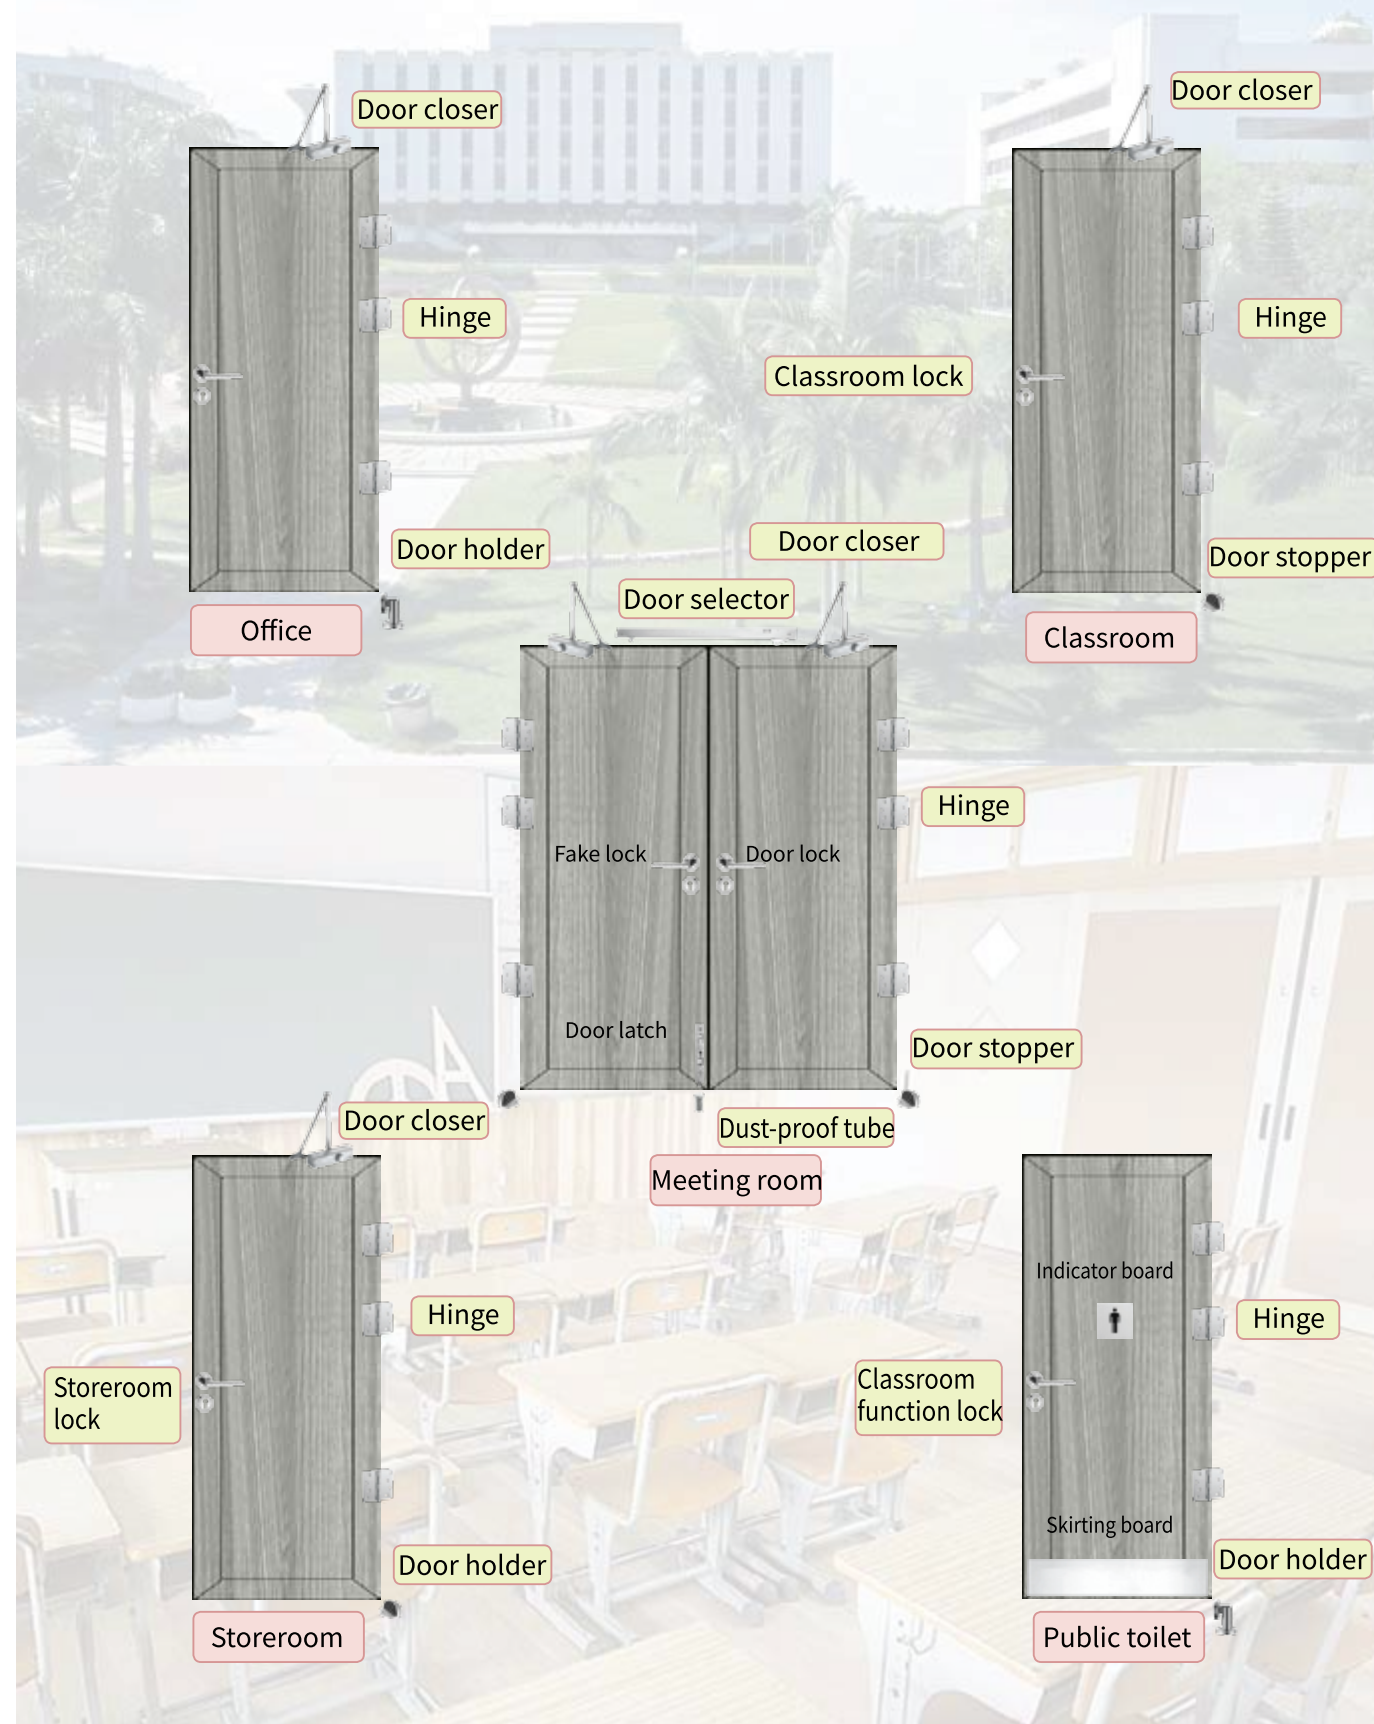 Door closer
Hinge
Door holder
Office
Door closer
Hinge
Classroom lock
Door stopper
Classroom
Door closer
Door selector
Hinge
Fake lock
Door lock
Door latch
Door stopper
Dust-proof tube
Meeting room
Door closer
Hinge
Storeroom
lock
Door holder
Storeroom
Indicator board
Hinge
Classroom
function lock
Skirting board
Door holder
Public toilet